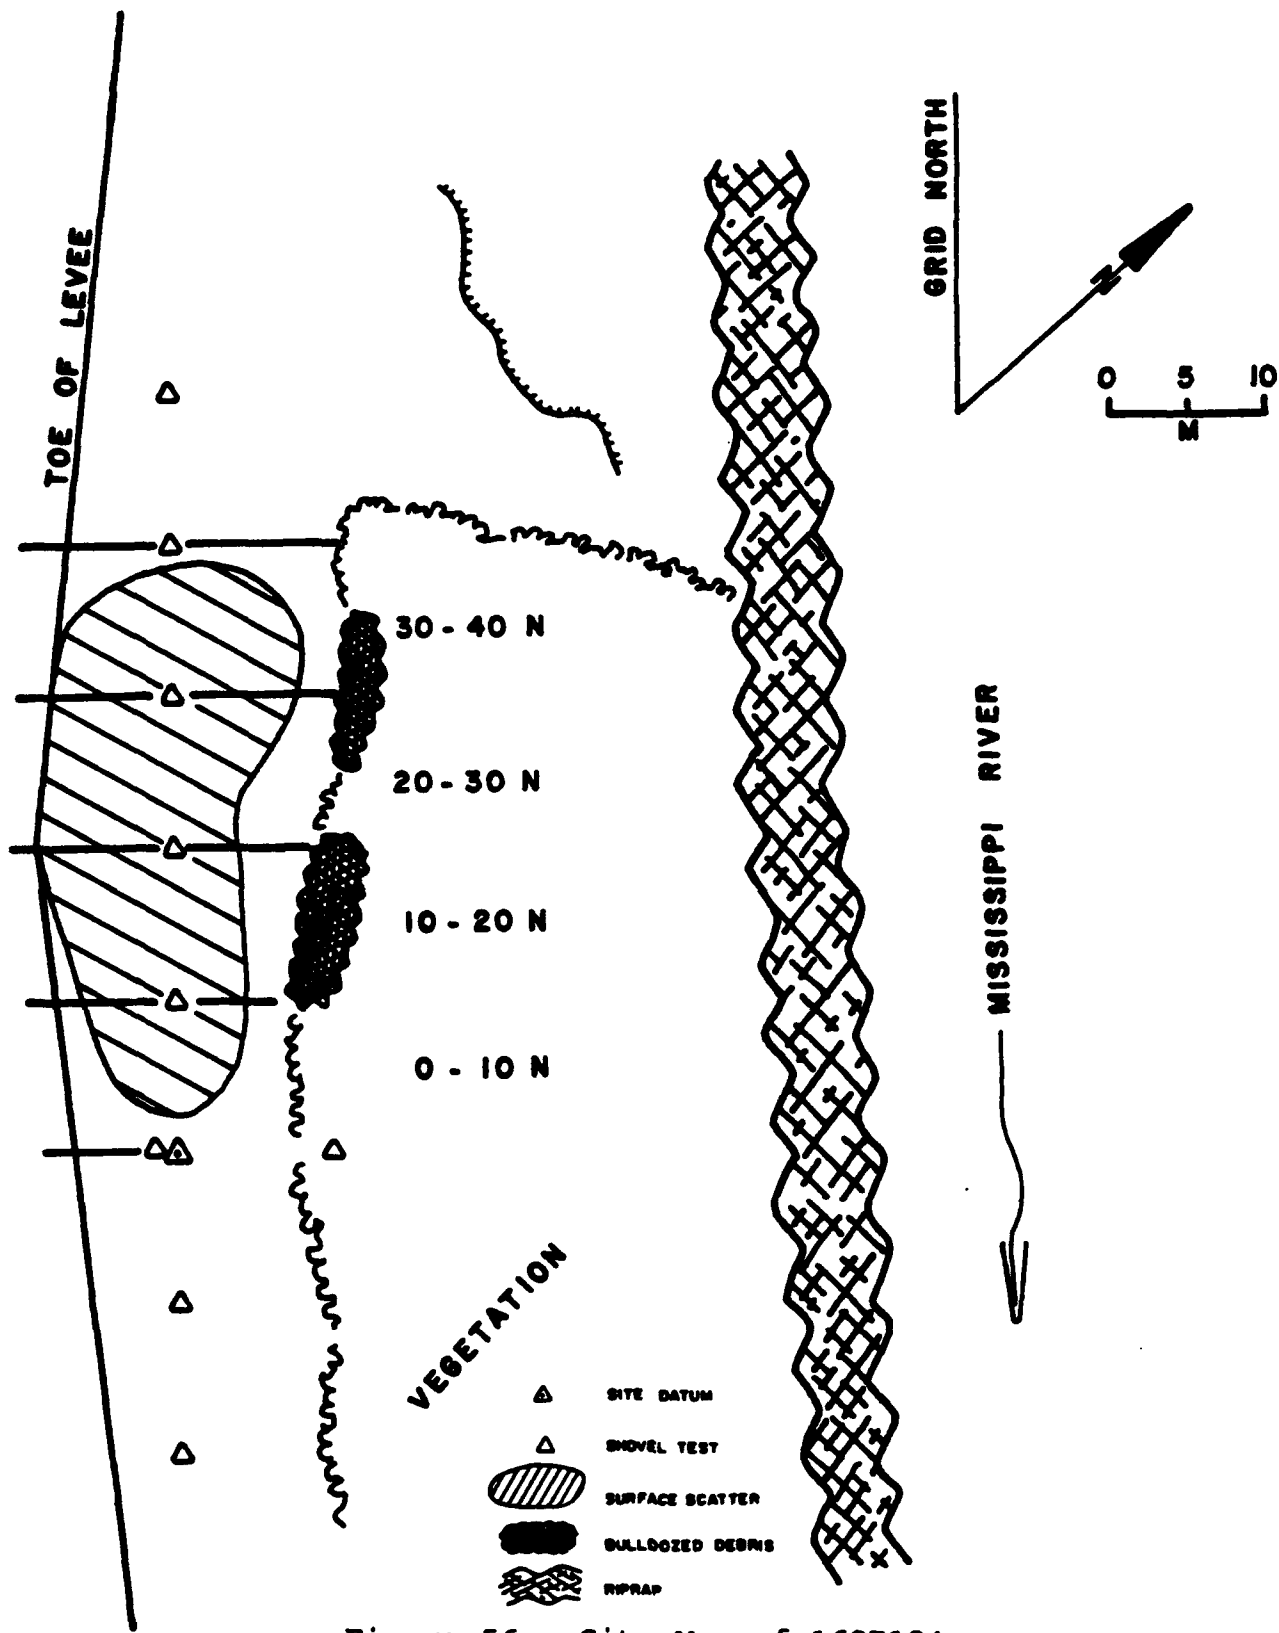 GRID NORTH
N
TOE OF LEVEE
0 5 10
M
30 - 40 N
20 - 30 N
10 - 20 N
0 - 10 N
MISSISSIPPI RIVER
VEGETATION
SITE DATUM
SHOVEL TEST
SURFACE SCATTER
BULLDOZED DEBRIS
RIPRAP